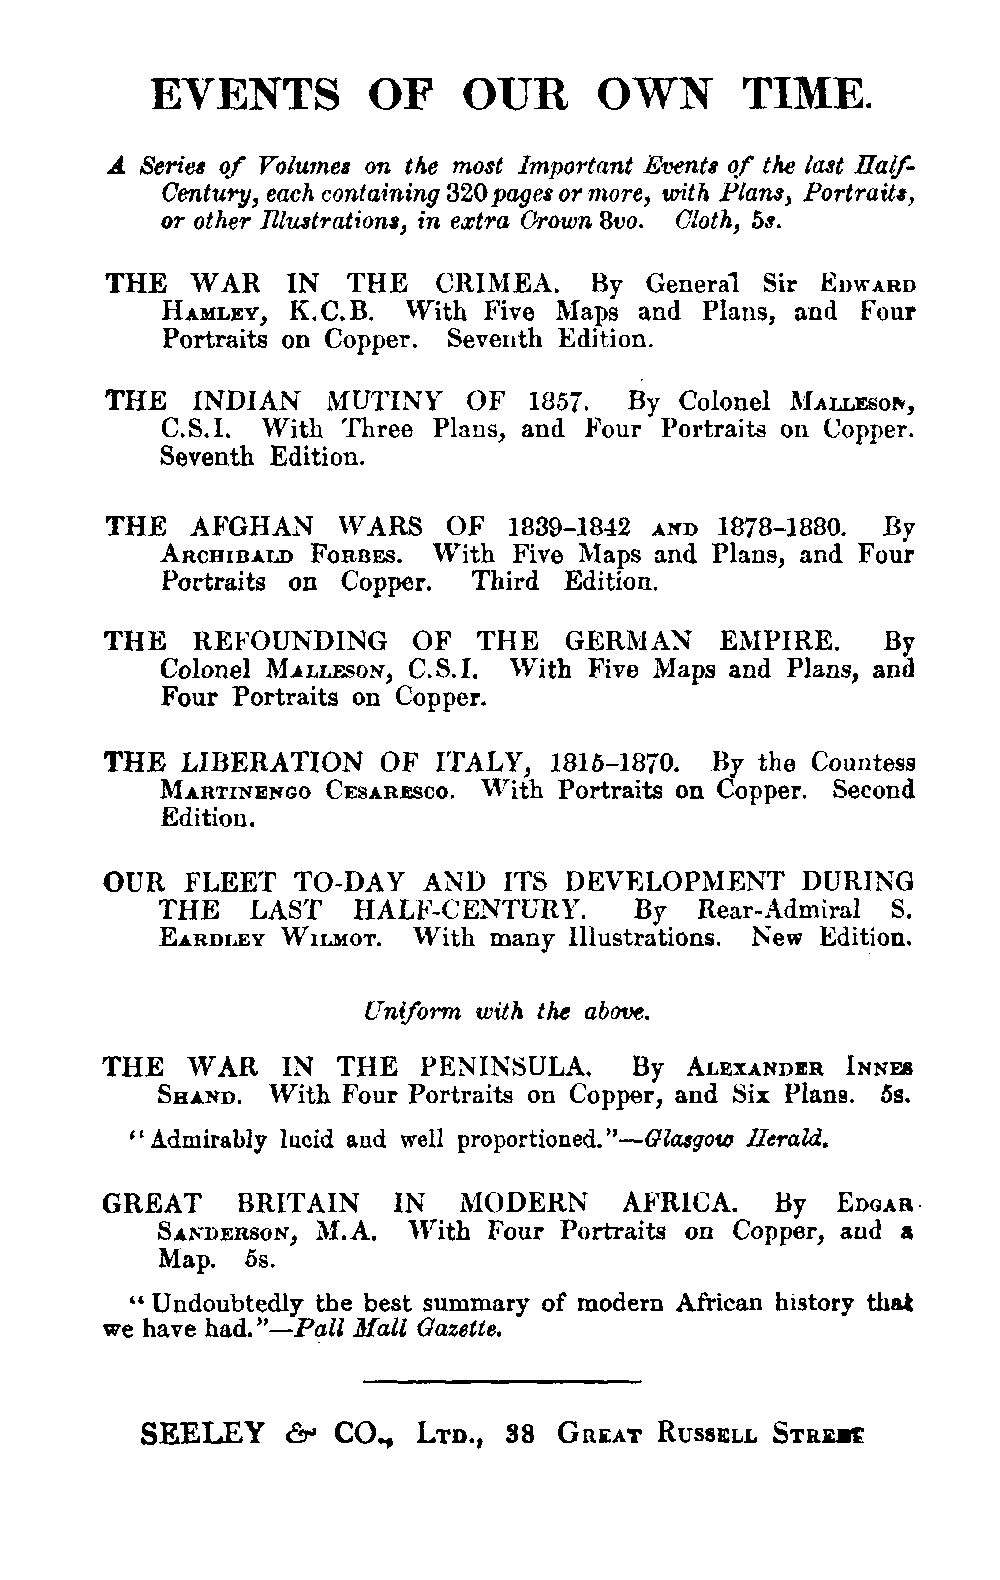 EVENTS OF OUR OWN TIME.
A Series of Volumes on the most Important Events of the last Half-
Century, each containing 320 pages or more, with Plans, Portraits,
or other Illustrations, in extra Crown 8vo. Cloth, 5s.
THE WAR IN THE CRIMEA. By General Sir EDWARD
HAMLEY, K.C.B. With Five Maps and Plans, and Four
Portraits on Copper. Seventh Edition.
THE INDIAN MUTINY OF 1857. By Colonel MALLESON,
C.S.I. With Three Plans, and Four Portraits on Copper.
Seventh Edition.
THE AFGHAN WARS OF 1839–1842 AND 1878–1880. By
ARCHIBALD FORBES. With Five Maps and Plans, and Four
Portraits on Copper. Third Edition.
THE REFOUNDING OF THE GERMAN EMPIRE. By
Colonel MALLESON, C.S.I. With Five Maps and Plans, and
Four Portraits on Copper.
THE LIBERATION OF ITALY, 1815–1870. By the Countess
MARTINENGO CESARESCO. With Portraits on Copper. Second
Edition.
OUR FLEET TO-DAY AND ITS DEVELOPMENT DURING
THE LAST HALF-CENTURY. By Rear-Admiral S.
EARDLEY WILMOT. With many Illustrations. New Edition.
Uniform with the above.
THE WAR IN THE PENINSULA. By ALEXANDER INNES
SHAND. With Four Portraits on Copper, and Six Plans. 5s.
"Admirably lucid and well proportioned."—Glasgow Herald.
GREAT BRITAIN IN MODERN AFRICA. By EDGAR
SANDERSON, M.A. With Four Portraits on Copper, and a
Map. 5s.
"Undoubtedly the best summary of modern African history that
we have had."—Pall Mall Gazette.
SEELEY & CO., LTD., 38 GREAT RUSSELL STREET